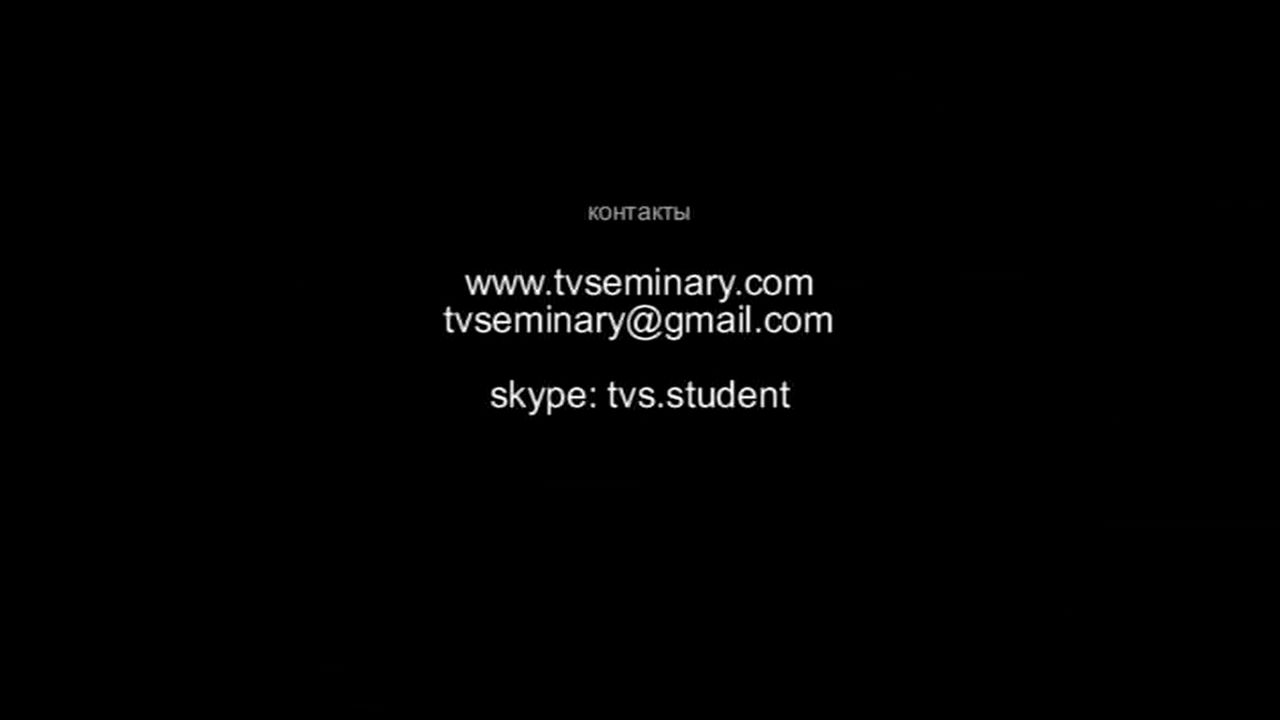 контакты
www.tvseminary.com
tvseminary@gmail.com
skype: tvs.student